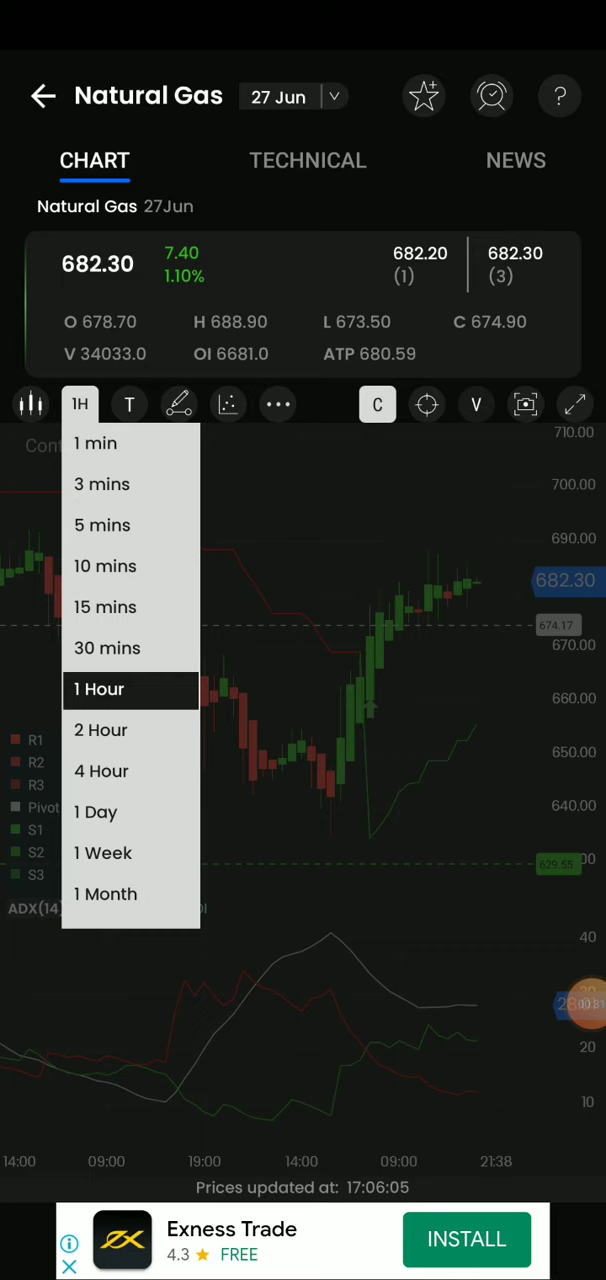 Natural Gas 27 Jun ?
CHART TECHNICAL NEWS
Natural Gas 27Jun
682.30 7.40 682.20 682.30
1.10% (1) (3)
O 678.70 H 688.90 L 673.50 C 674.90
V 34033.0 OI 6681.0 ATP 680.59
1H T C V
710.00
1 min
3 mins
700.00
5 mins
690.00
10 mins
682.30
15 mins
674.17
30 mins
670.00
1 Hour
660.00
2 Hour
R1
650.00
R2
4 Hour
R3
Pivot
640.00
1 Day
S1
S2
1 Week
629.55
S3
1 Month
ADX(14)
40
20
10
14:00 09:00 19:00 14:00 09:00 21:38
Prices updated at: 17:06:05
Exness Trade
4.3 FREE
INSTALL